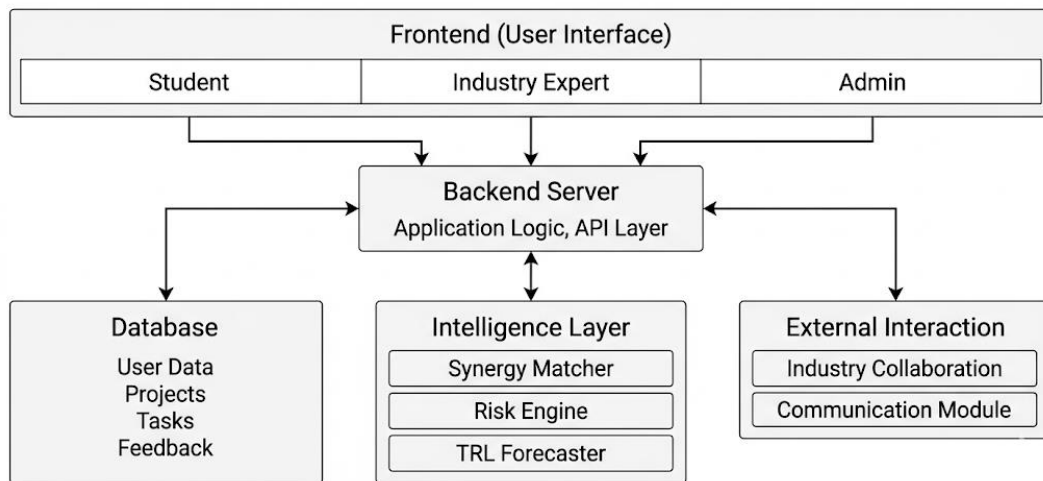 Frontend (User Interface)
Student
Industry Expert
Admin
Backend Server
Application Logic, API Layer
Database
User Data
Projects
Tasks
Feedback
Intelligence Layer
Synergy Matcher
Risk Engine
TRL Forecaster
External Interaction
Industry Collaboration
Communication Module